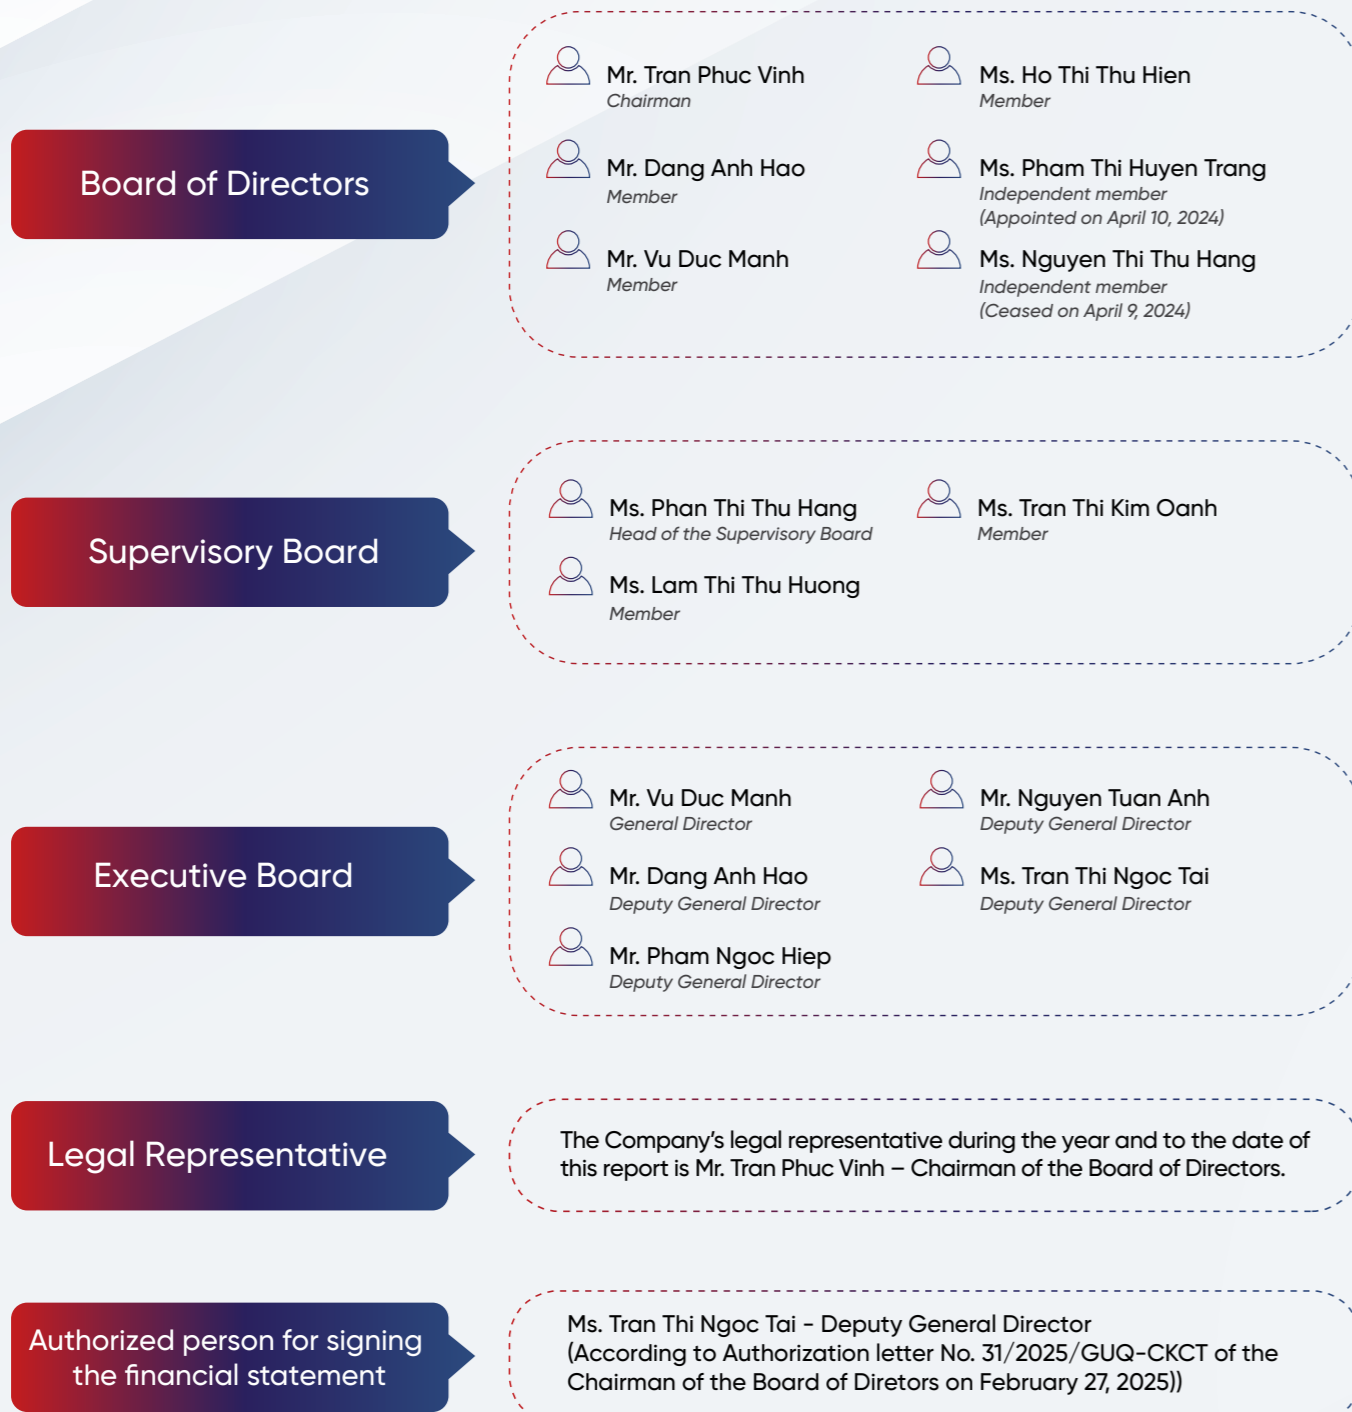 Board of Directors
Mr. Tran Phuc Vinh
Chairman
Mr. Dang Anh Hao
Member
Mr. Vu Duc Manh
Member
Ms. Ho Thi Thu Hien
Member
Ms. Pham Thi Huyen Trang
Independent member
(Appointed on April 10, 2024)
Ms. Nguyen Thi Thu Hang
Independent member
(Ceased on April 9, 2024)
Supervisory Board
Ms. Phan Thi Thu Hang
Head of the Supervisory Board
Ms. Lam Thi Thu Huong
Member
Ms. Tran Thi Kim Oanh
Member
Executive Board
Mr. Vu Duc Manh
General Director
Mr. Dang Anh Hao
Deputy General Director
Mr. Pham Ngoc Hiep
Deputy General Director
Mr. Nguyen Tuan Anh
Deputy General Director
Ms. Tran Thi Ngoc Tai
Deputy General Director
Legal Representative
The Company’s legal representative during the year and to the date of
this report is Mr. Tran Phuc Vinh – Chairman of the Board of Directors.
Authorized person for signing
the financial statement
Ms. Tran Thi Ngoc Tai - Deputy General Director
(According to Authorization letter No. 31/2025/GUQ-CKCT of the
Chairman of the Board of Diretors on February 27, 2025))